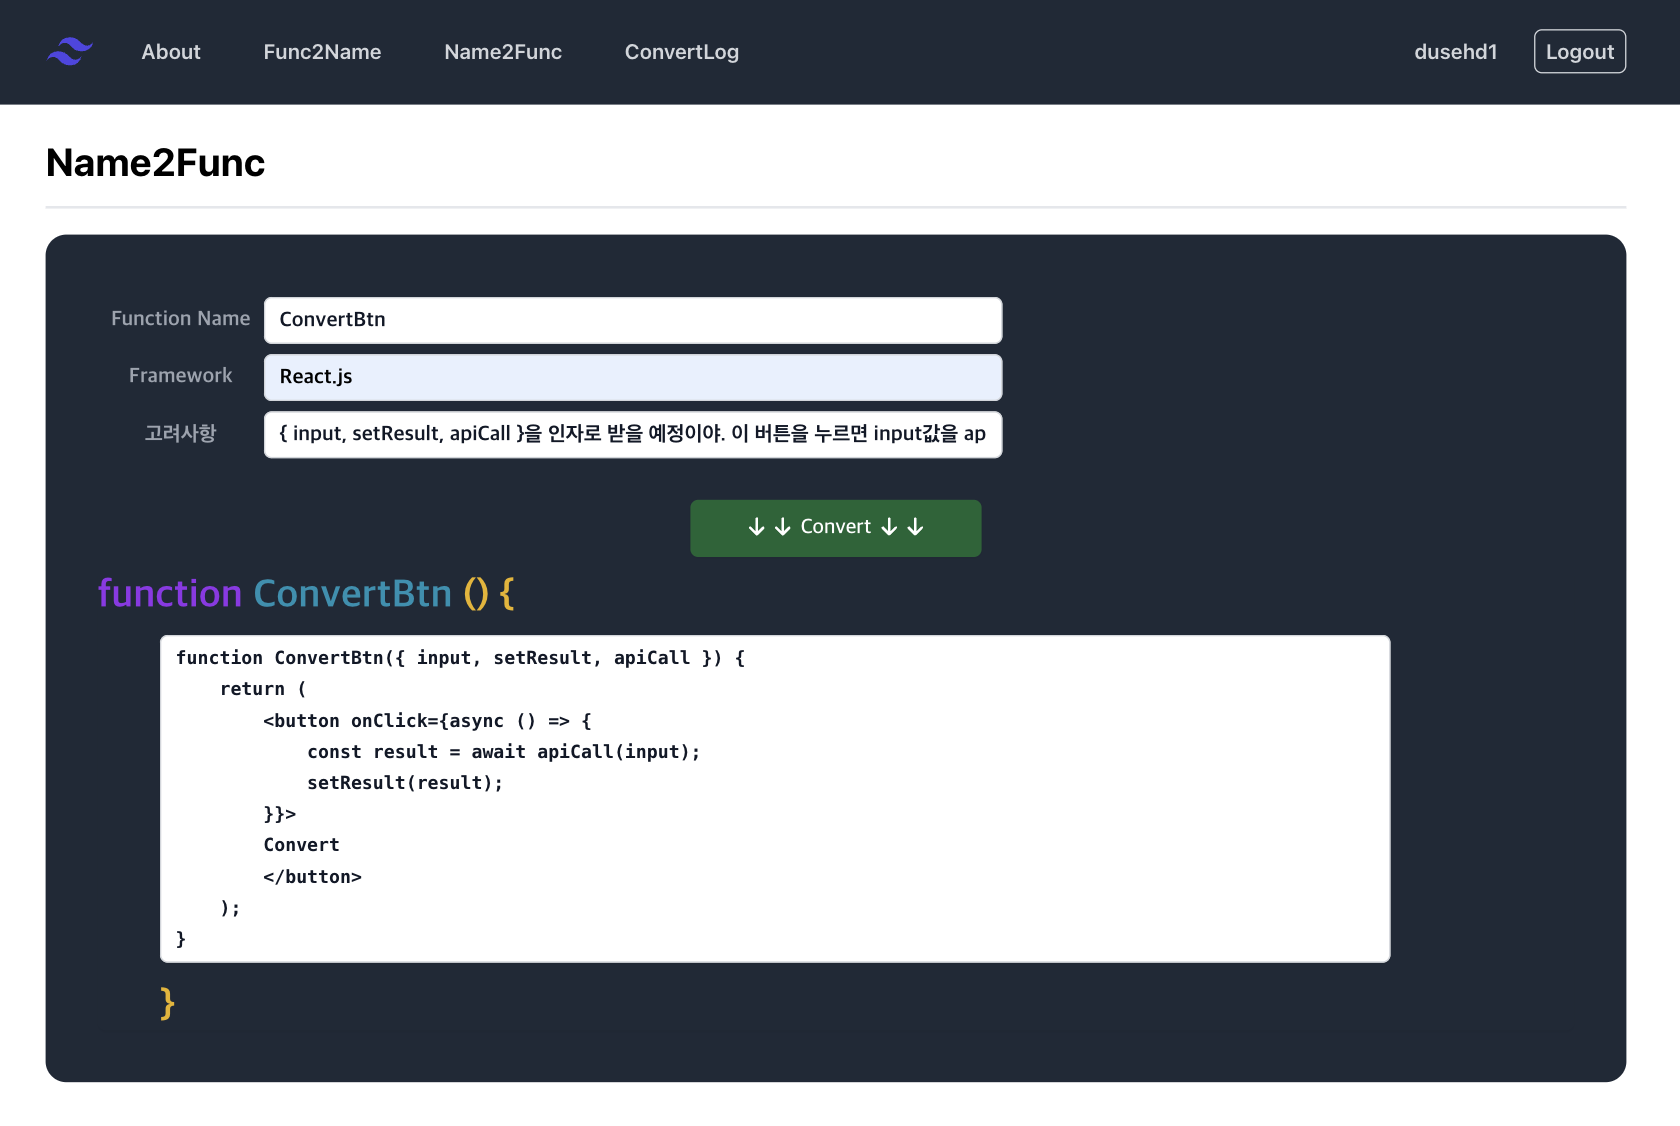 About Func2Name Name2Func ConvertLog dusehd1 Logout
Name2Func
Function Name ConvertBtn
Framework React.js
고려사항 { input, setResult, apiCall }을 인자로 받을 예정이야. 이 버튼을 누르면 input값을 ap
↓ ↓ Convert ↓ ↓
function ConvertBtn () {
function ConvertBtn({ input, setResult, apiCall }) {
    return (
        <button onClick={async () => {
            const result = await apiCall(input);
            setResult(result);
        }}>
        Convert
        </button>
    );
}
}